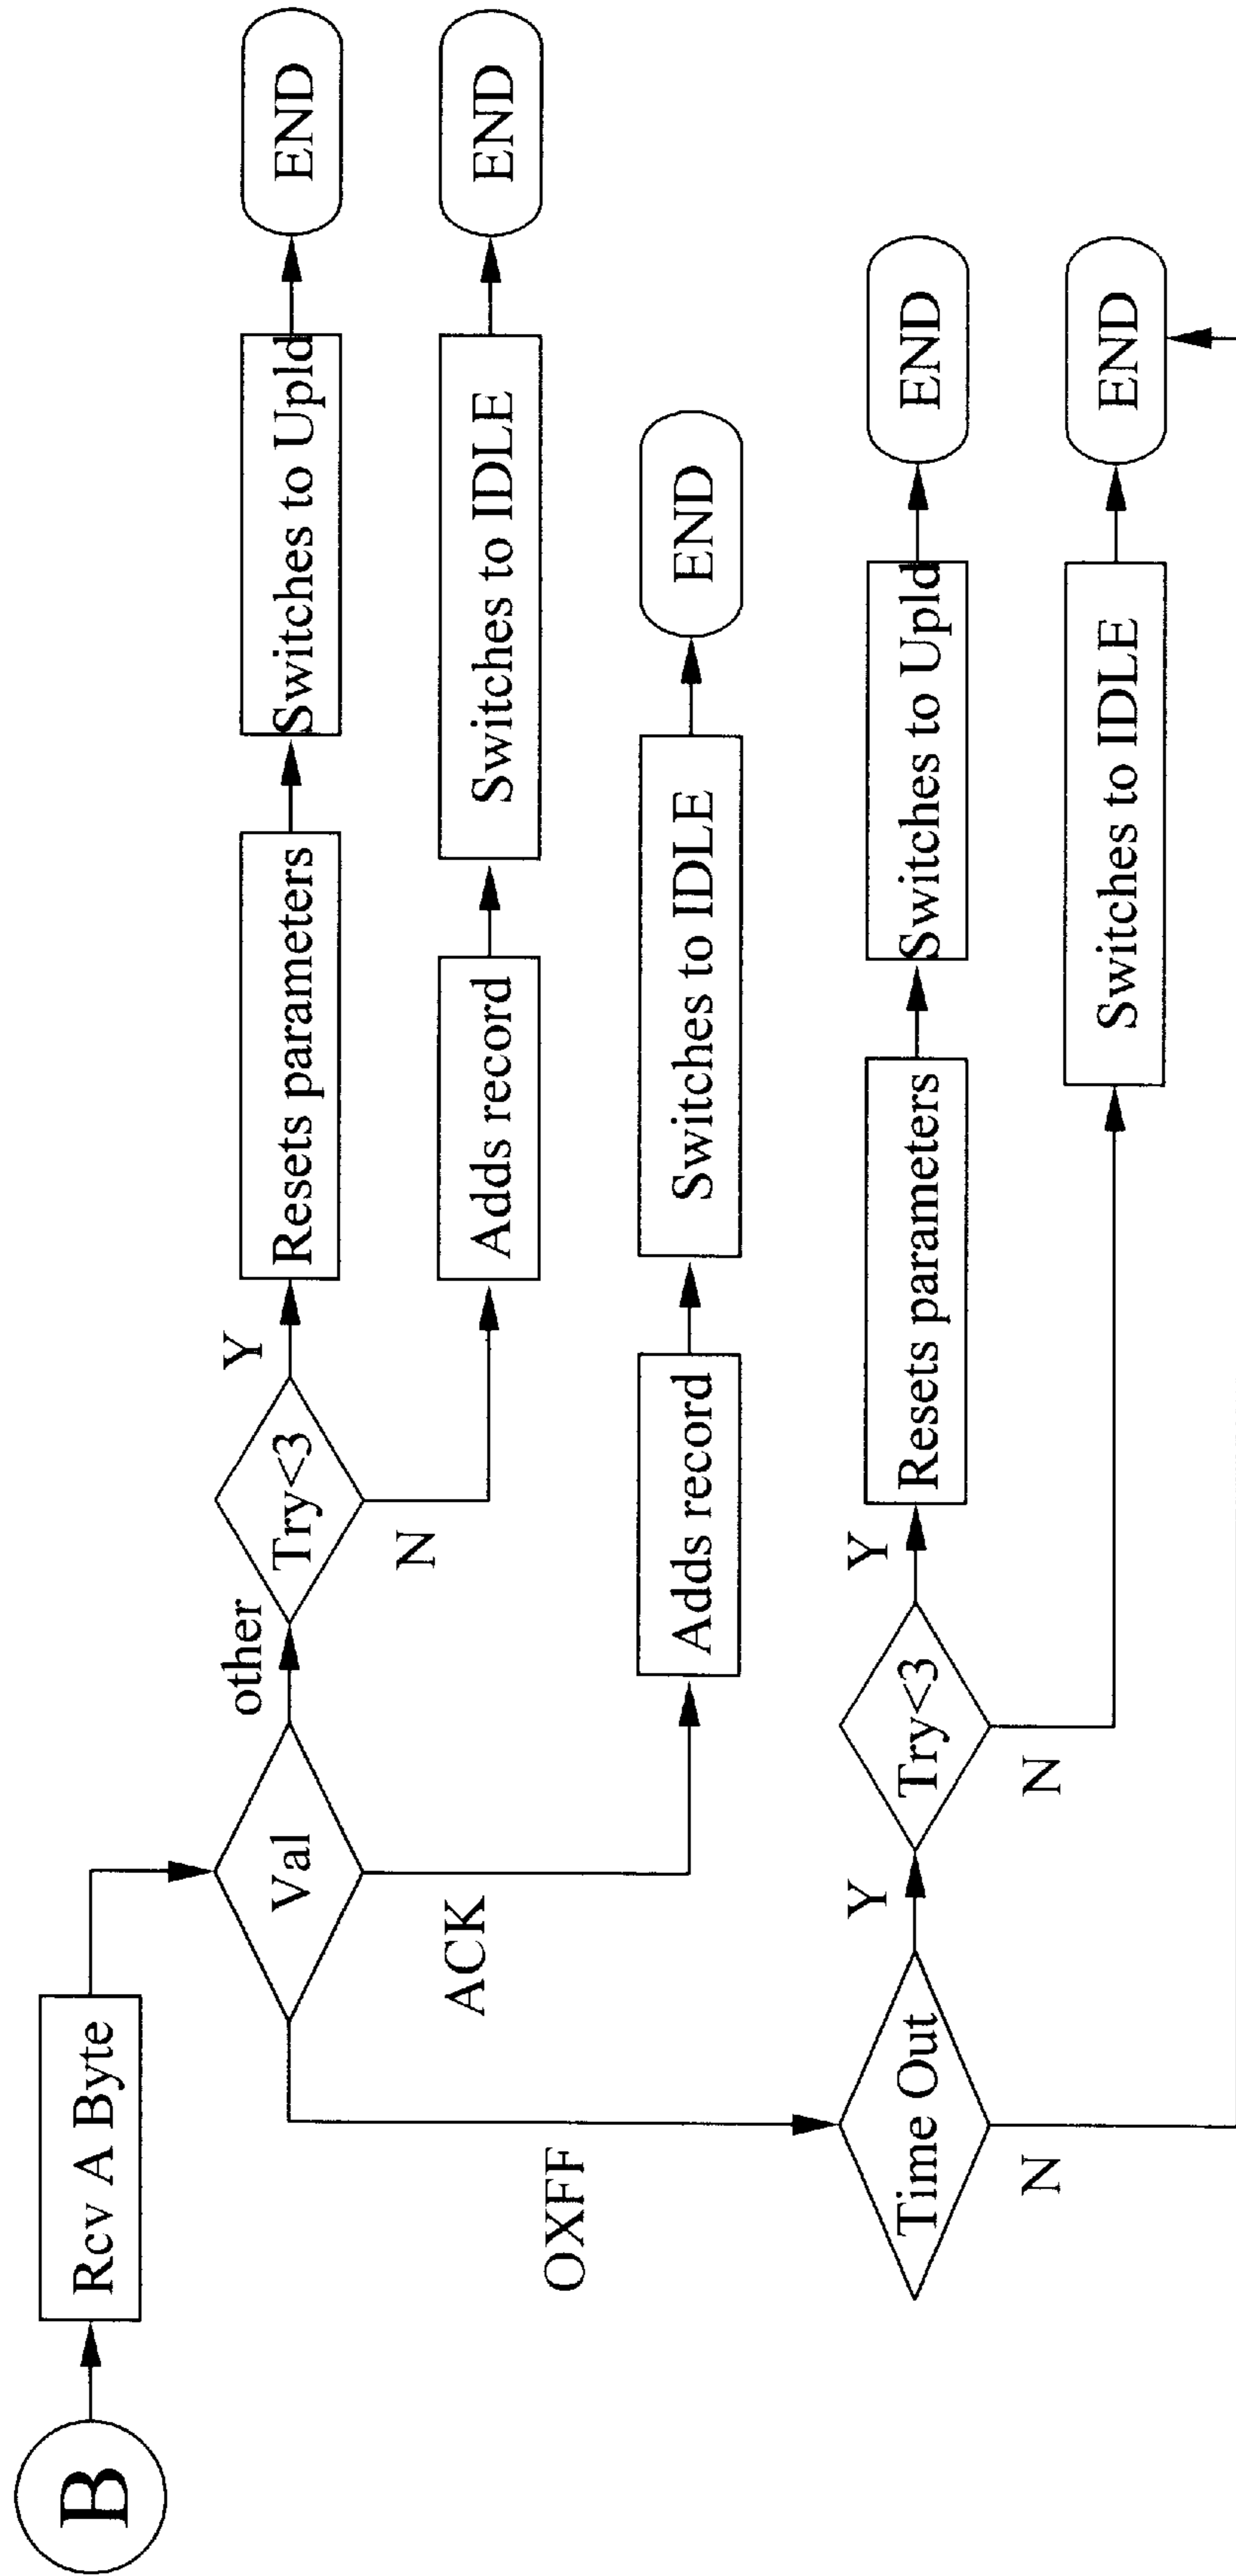 B
Rcv A Byte
Val
other
Try<3
Y
Resets parameters
Switches to Upld
END
N
Adds record
Switches to IDLE
END
ACK
Adds record
Switches to IDLE
END
OXFF
Time Out
Y
Try<3
Y
Resets parameters
Switches to Upld
END
N
Switches to IDLE
END
N